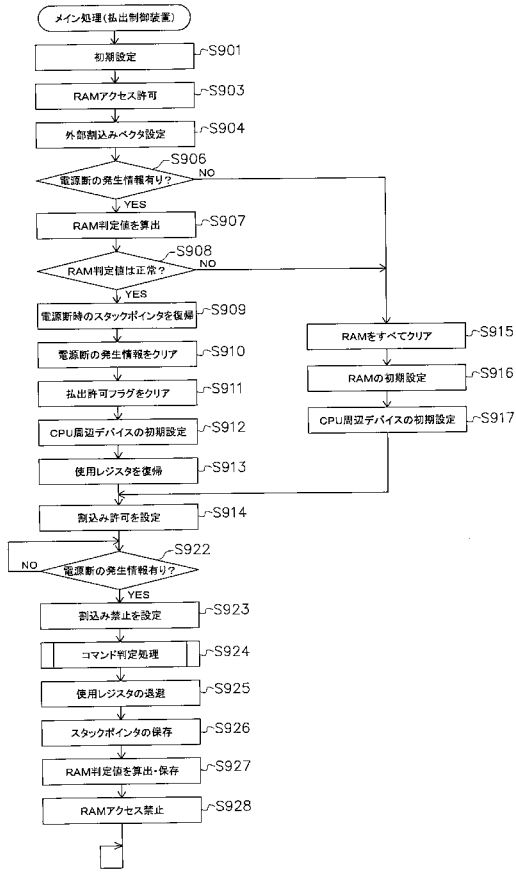 メイン処理(払出制御装置)
初期設定
S901
RAMアクセス許可
S903
外部割込みベクタ設定
S904
S906
電源断の発生情報有り?
NO
YES
RAM判定値を算出
S907
S908
RAM判定値は正常?
NO
YES
電源断時のスタックポインタを復帰
S909
電源断の発生情報をクリア
S910
払出許可フラグをクリア
S911
CPU周辺デバイスの初期設定
S912
使用レジスタを復帰
S913
RAMをすべてクリア
S915
RAMの初期設定
S916
CPU周辺デバイスの初期設定
S917
割込み許可を設定
S914
S922
電源断の発生情報有り?
NO
YES
割込み禁止を設定
S923
コマンド判定処理
S924
使用レジスタの退避
S925
スタックポインタの保存
S926
RAM判定値を算出・保存
S927
RAMアクセス禁止
S928